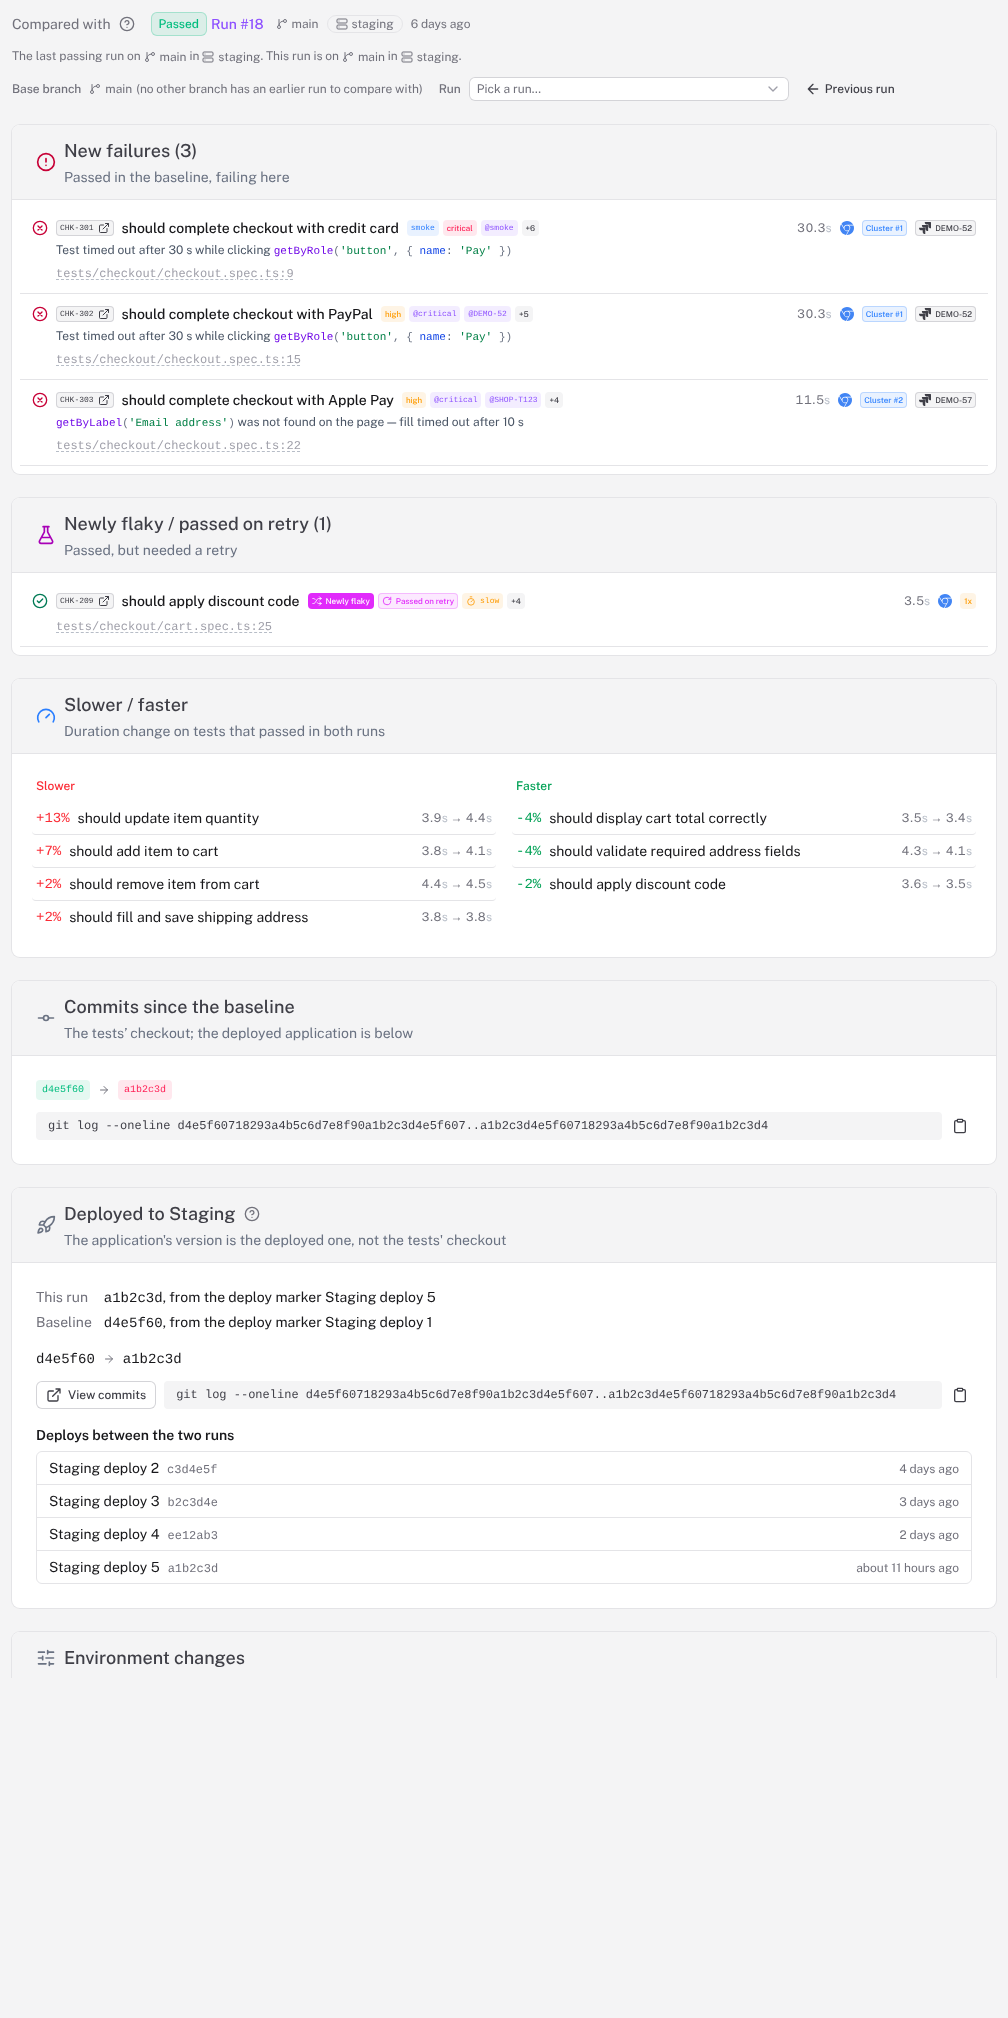 Compared with Passed Run #18 main staging 6 days ago
The last passing run on main in staging. This run is on main in staging.
Base branch main (no other branch has an earlier run to compare with) Run Pick a run... Previous run
New failures (3)
Passed in the baseline, failing here
CHK-301 should complete checkout with credit card smoke critical @smoke +6 30.3s Cluster #1 DEMO-52
Test timed out after 30 s while clicking getByRole('button', { name: 'Pay' })
tests/checkout/checkout.spec.ts:9
CHK-302 should complete checkout with PayPal high @critical @DEMO-52 +5 30.3s Cluster #1 DEMO-52
Test timed out after 30 s while clicking getByRole('button', { name: 'Pay' })
tests/checkout/checkout.spec.ts:15
CHK-303 should complete checkout with Apple Pay high @critical @SHOP-T123 +4 11.5s Cluster #2 DEMO-57
getByLabel('Email address') was not found on the page — fill timed out after 10 s
tests/checkout/checkout.spec.ts:22
Newly flaky / passed on retry (1)
Passed, but needed a retry
CHK-209 should apply discount code Newly flaky Passed on retry slow +4 3.5s 1x
tests/checkout/cart.spec.ts:25
Slower / faster
Duration change on tests that passed in both runs
Slower Faster
+13% should update item quantity 3.9s → 4.4s -4% should display cart total correctly 3.5s → 3.4s
+7% should add item to cart 3.8s → 4.1s -4% should validate required address fields 4.3s → 4.1s
+2% should remove item from cart 4.4s → 4.5s -2% should apply discount code 3.6s → 3.5s
+2% should fill and save shipping address 3.8s → 3.8s
Commits since the baseline
The tests' checkout; the deployed application is below
d4e5f60 → a1b2c3d
git log --oneline d4e5f60718293a4b5c6d7e8f90a1b2c3d4e5f607..a1b2c3d4e5f60718293a4b5c6d7e8f90a1b2c3d4
Deployed to Staging
The application's version is the deployed one, not the tests' checkout
This run a1b2c3d, from the deploy marker Staging deploy 5
Baseline d4e5f60, from the deploy marker Staging deploy 1
d4e5f60 → a1b2c3d
View commits git log --oneline d4e5f60718293a4b5c6d7e8f90a1b2c3d4e5f607..a1b2c3d4e5f60718293a4b5c6d7e8f90a1b2c3d4
Deploys between the two runs
Staging deploy 2 c3d4e5f 4 days ago
Staging deploy 3 b2c3d4e 3 days ago
Staging deploy 4 ee12ab3 2 days ago
Staging deploy 5 a1b2c3d about 11 hours ago
Environment changes